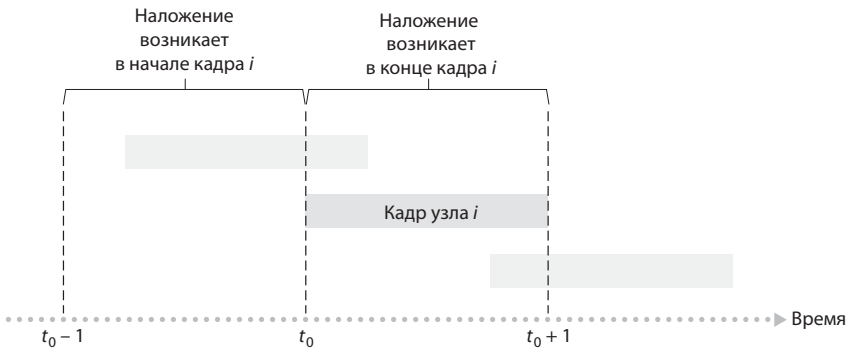 Наложение
возникает
в начале кадра i
Наложение
возникает
в конце кадра i
Кадр узла i
Время
t₀ – 1
t₀
t₀ + 1